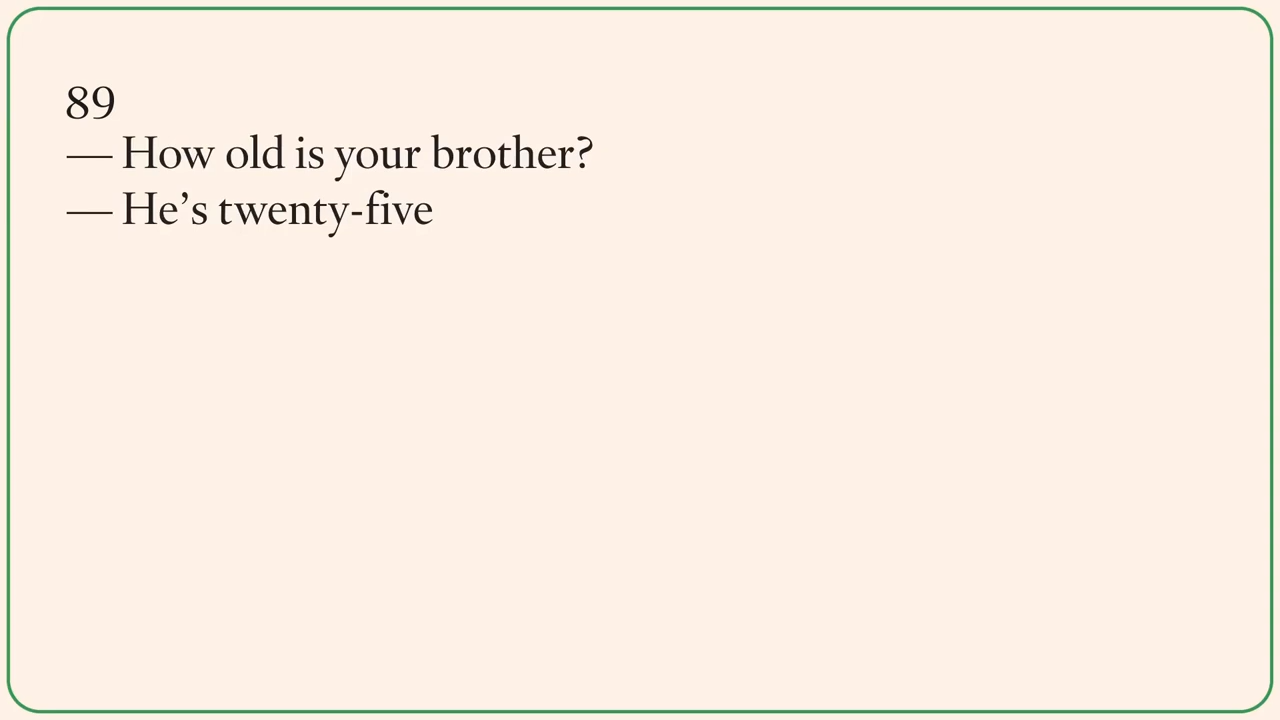 89
— How old is your brother?
— He’s twenty-five